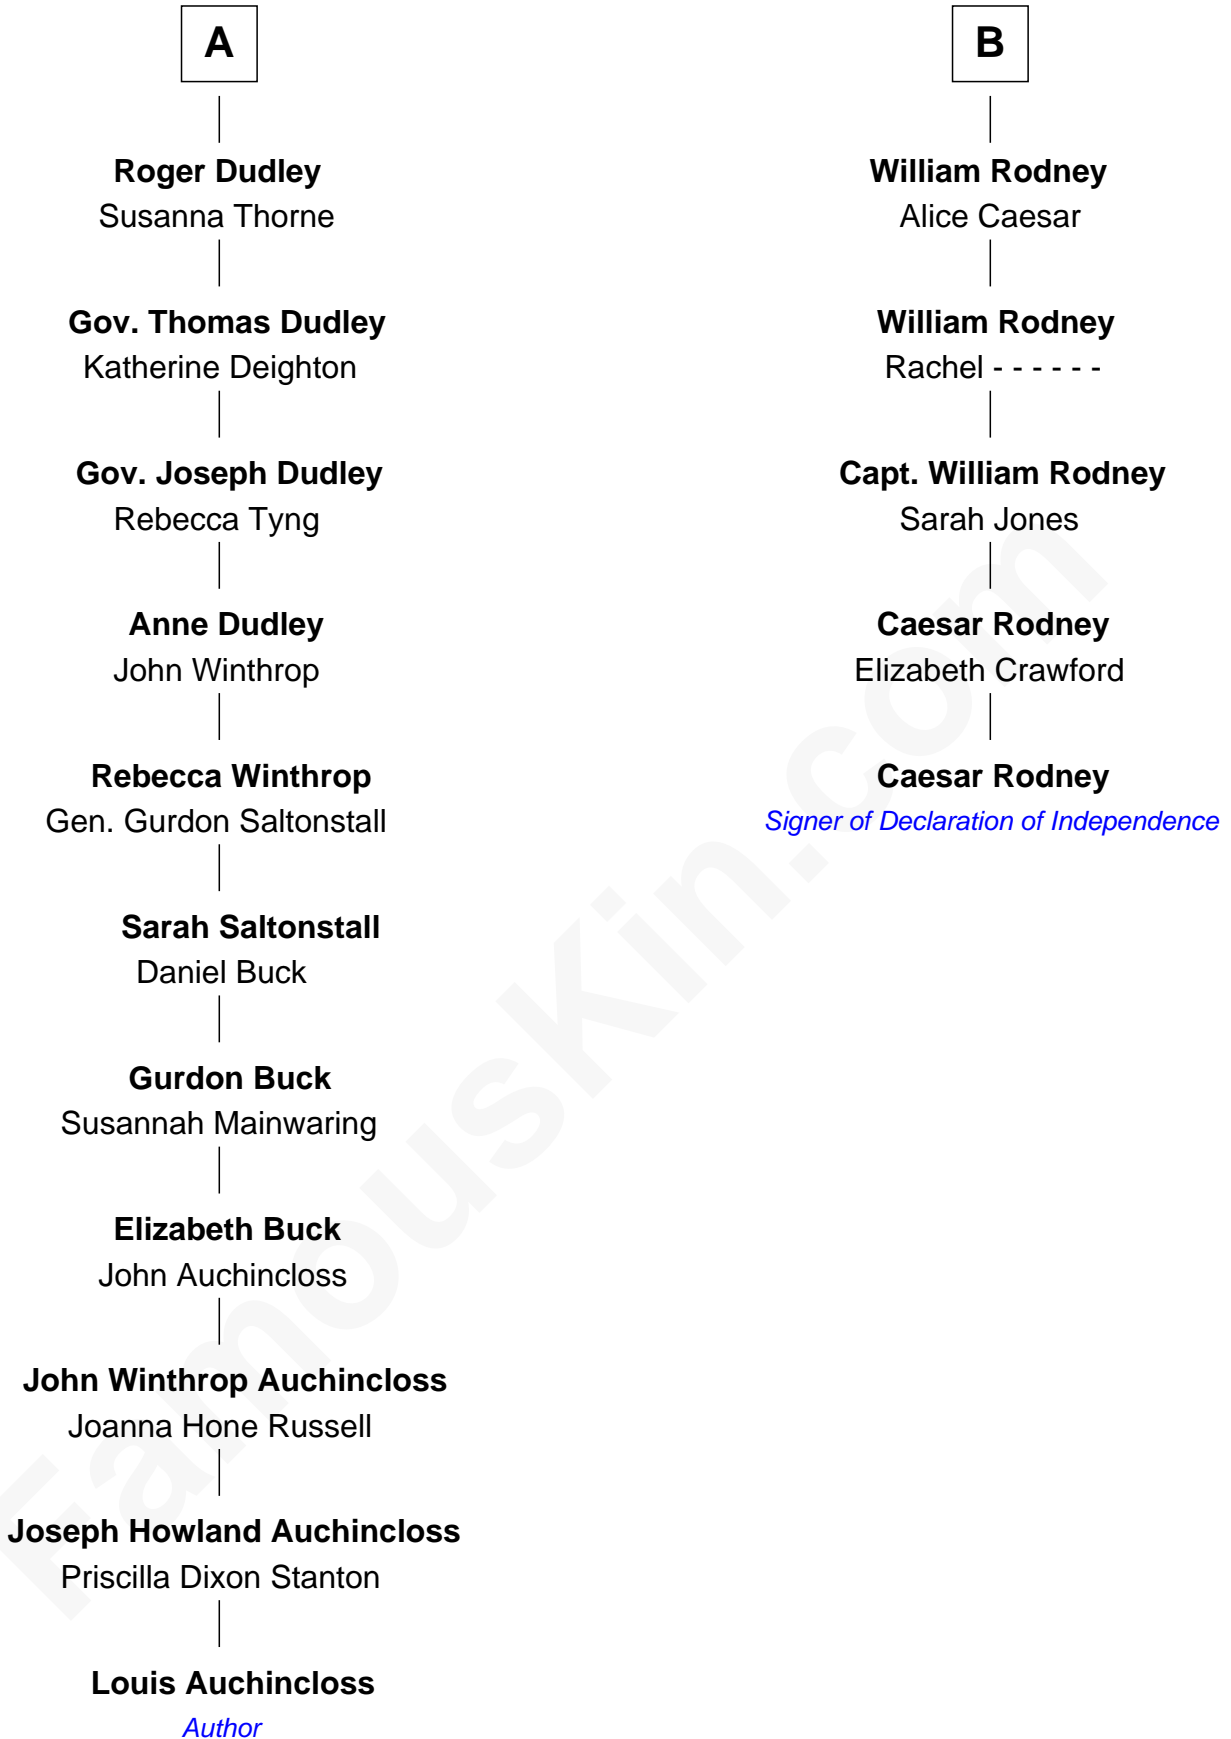 A
Roger Dudley
Susanna Thorne
Gov. Thomas Dudley
Katherine Deighton
Gov. Joseph Dudley
Rebecca Tyng
Anne Dudley
John Winthrop
Rebecca Winthrop
Gen. Gurdon Saltonstall
Sarah Saltonstall
Daniel Buck
Gurdon Buck
Susannah Mainwaring
Elizabeth Buck
John Auchincloss
John Winthrop Auchincloss
Joanna Hone Russell
Joseph Howland Auchincloss
Priscilla Dixon Stanton
Louis Auchincloss
Author
B
William Rodney
Alice Caesar
William Rodney
Rachel - - - - - -
Capt. William Rodney
Sarah Jones
Caesar Rodney
Elizabeth Crawford
Caesar Rodney
Signer of Declaration of Independence
FamousKin.com